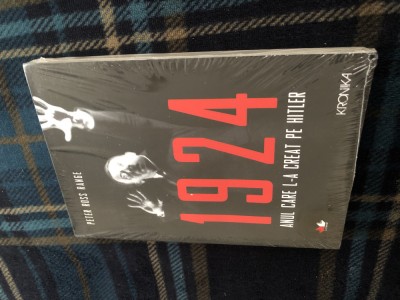 PETER ROSS RANGE
1924
ANUL CARE L-A CREAT PE HITLER
KRONIKA